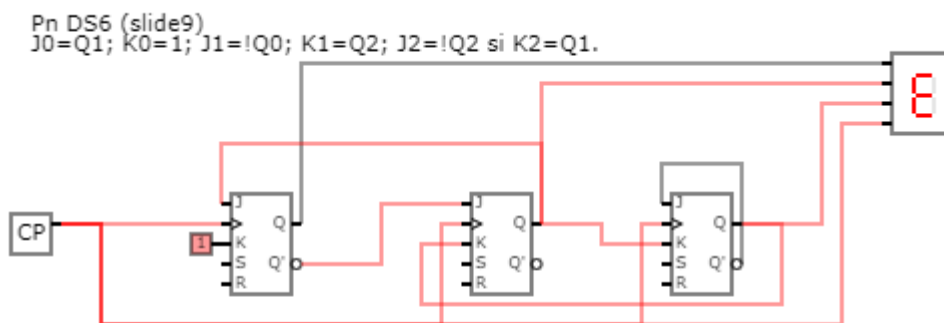 Pn DS6 (slide9)
J0=Q1; K0=1; J1=!Q0; K1=Q2; J2=!Q2 si K2=Q1.
E
J
Q
K
S
Q'
R
J
Q
K
S
Q'
R
J
Q
K
S
Q'
R
CP
1